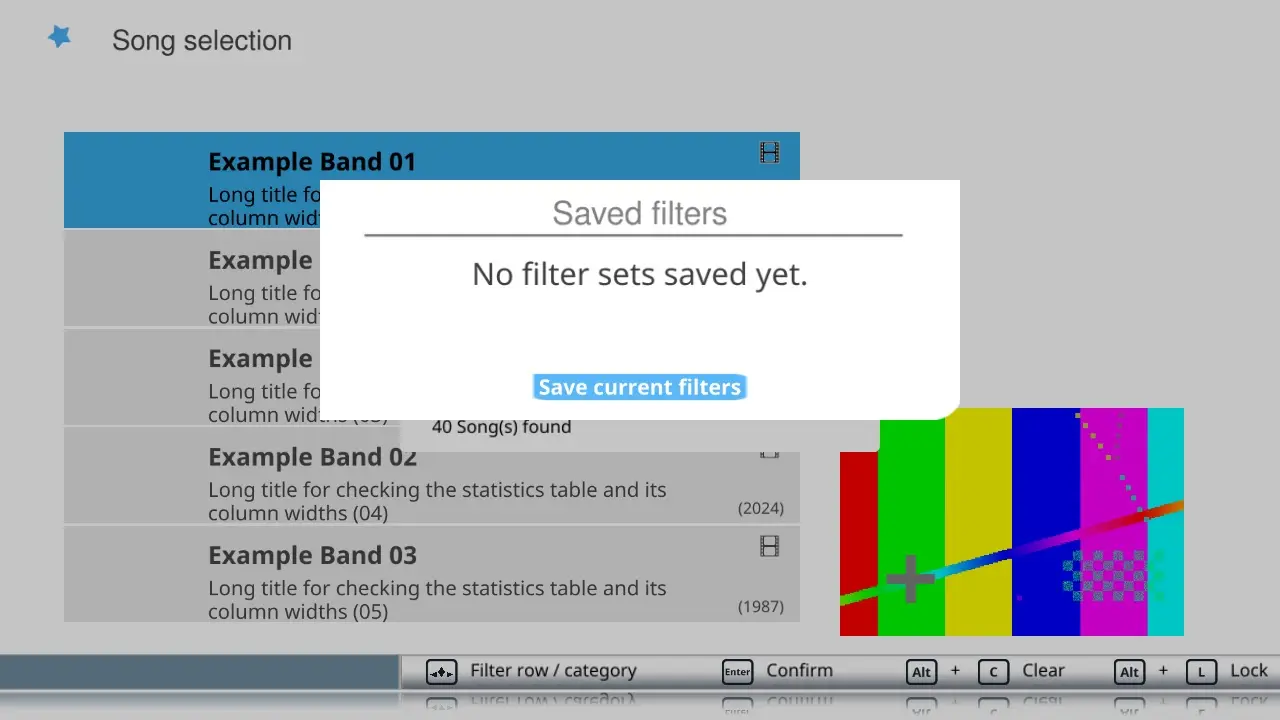 Song selection
Example Band 01
Long title fo
column widt
Saved filters
No filter sets saved yet.
Save current filters
Example
Long title fo
column widt
Example
Long title fo
column widths (03)
40 Song(s) found
Example Band 02
Long title for checking the statistics table and its
column widths (04)
(2024)
Example Band 03
Long title for checking the statistics table and its
column widths (05)
(1987)
Filter row / category Enter Confirm Alt + C Clear Alt + L Lock